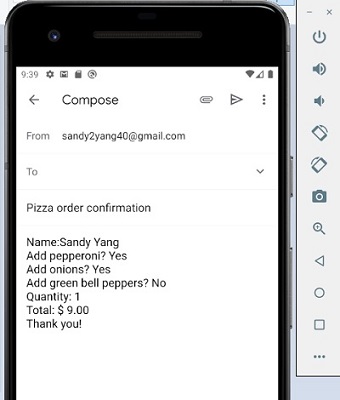 9:39
Compose
From sandy2yang40@gmail.com
To
Pizza order confirmation
Name:Sandy Yang
Add pepperoni? Yes
Add onions? Yes
Add green bell peppers? No
Quantity: 1
Total: $ 9.00
Thank you!